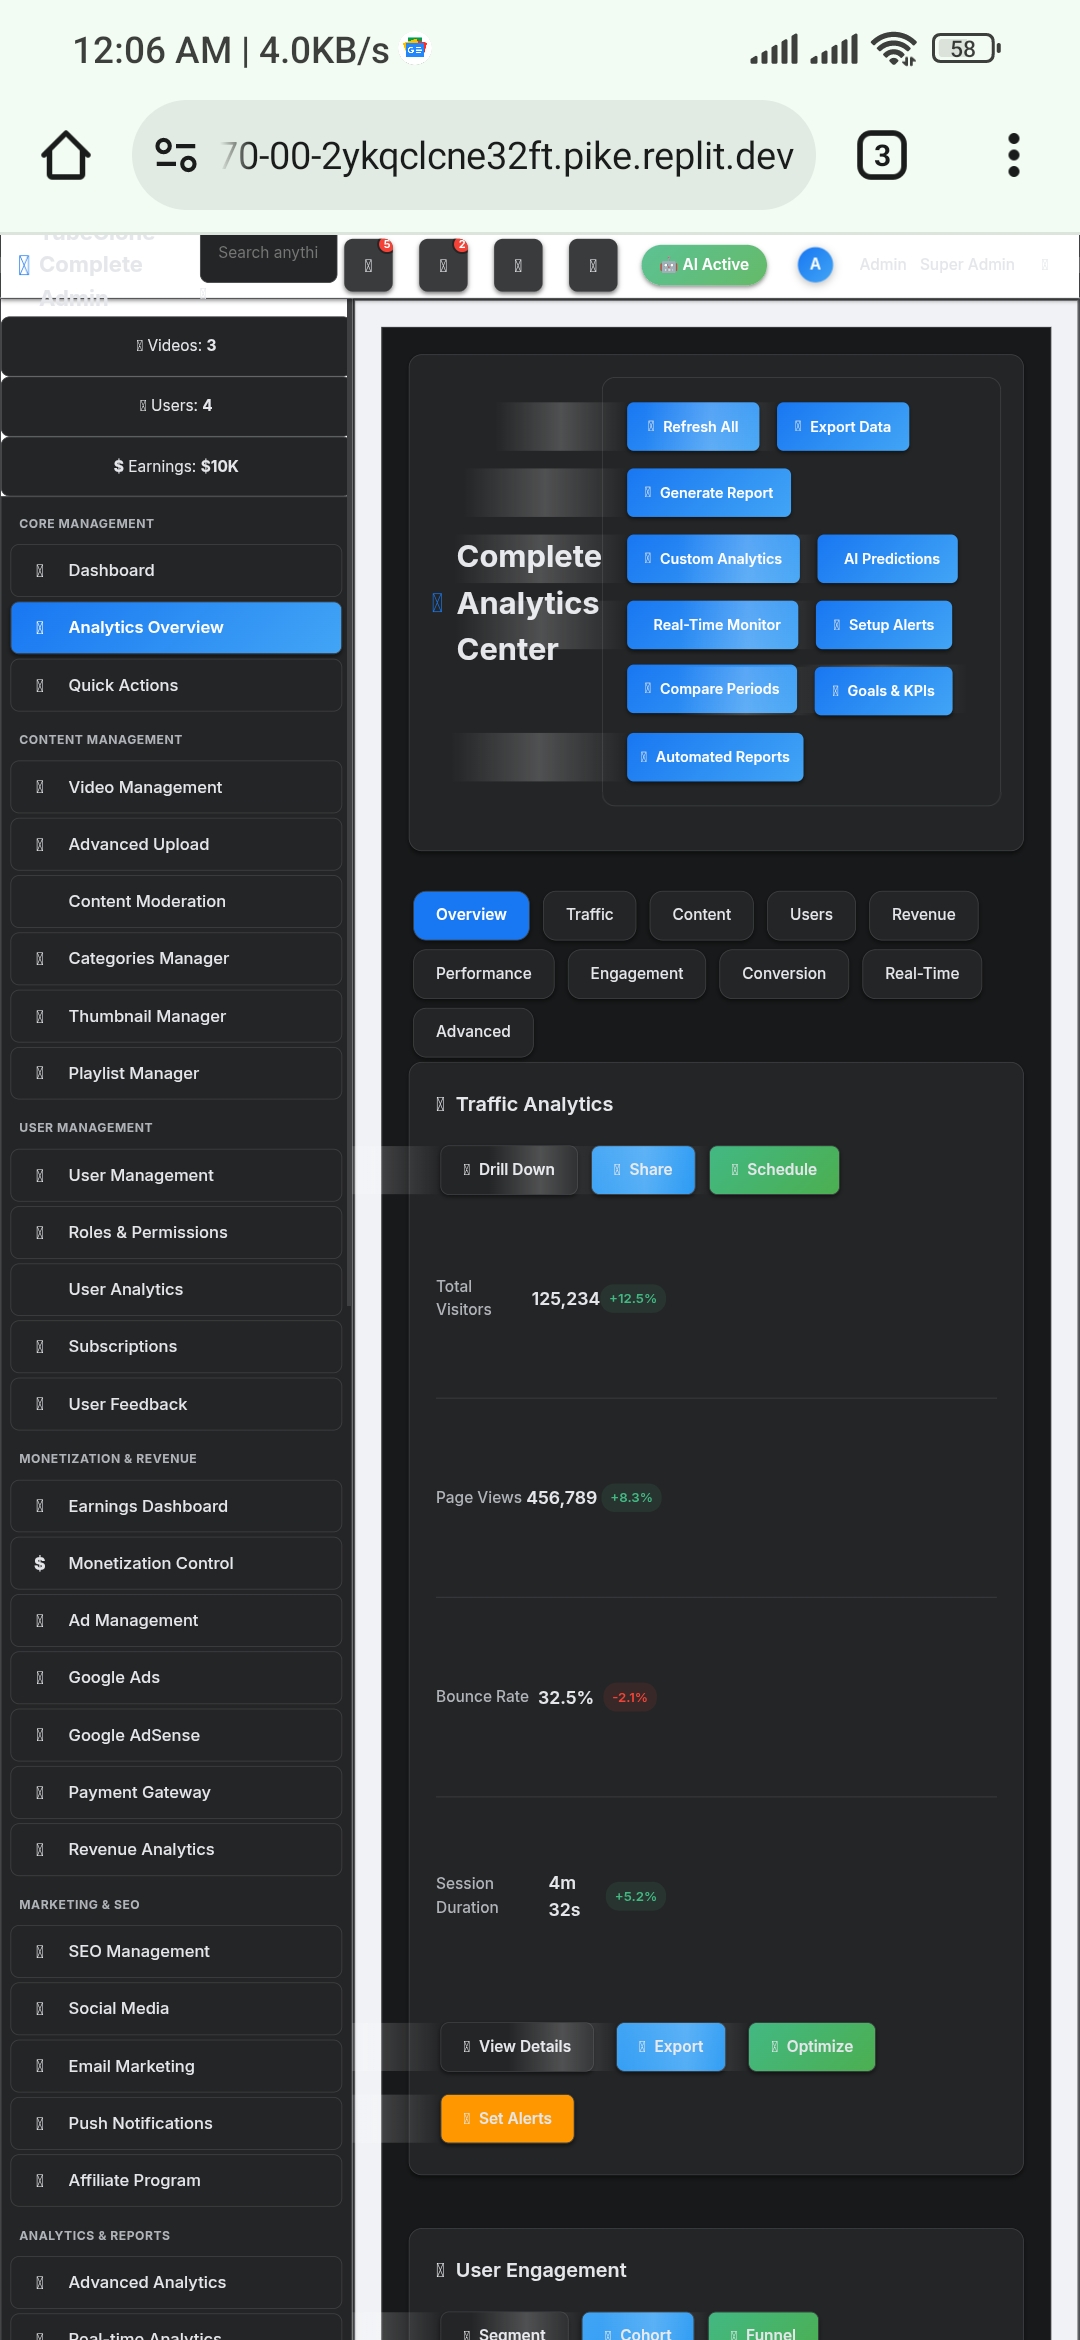 12:06 AM | 4.0KB/s
58
70-00-2ykqclcne32ft.pike.replit.dev
3
TubeClone
Complete
Admin
Search anythi
5
2
🤖 AI Active
A
Admin
Super Admin
Videos: 3
Users: 4
$ Earnings: $10K
CORE MANAGEMENT
Dashboard
Analytics Overview
Quick Actions
CONTENT MANAGEMENT
Video Management
Advanced Upload
Content Moderation
Categories Manager
Thumbnail Manager
Playlist Manager
USER MANAGEMENT
User Management
Roles & Permissions
User Analytics
Subscriptions
User Feedback
MONETIZATION & REVENUE
Earnings Dashboard
$ Monetization Control
Ad Management
Google Ads
Google AdSense
Payment Gateway
Revenue Analytics
MARKETING & SEO
SEO Management
Social Media
Email Marketing
Push Notifications
Affiliate Program
ANALYTICS & REPORTS
Advanced Analytics
Real-time Analytics
Complete
Analytics
Center
Refresh All
Export Data
Generate Report
Custom Analytics
AI Predictions
Real-Time Monitor
Setup Alerts
Compare Periods
Goals & KPIs
Automated Reports
Overview
Traffic
Content
Users
Revenue
Performance
Engagement
Conversion
Real-Time
Advanced
Traffic Analytics
Drill Down
Share
Schedule
Total
Visitors
125,234
+12.5%
Page Views 456,789 +8.3%
Bounce Rate 32.5% -2.1%
Session
Duration
4m
32s
+5.2%
View Details
Export
Optimize
Set Alerts
User Engagement
Segment
Cohort
Funnel